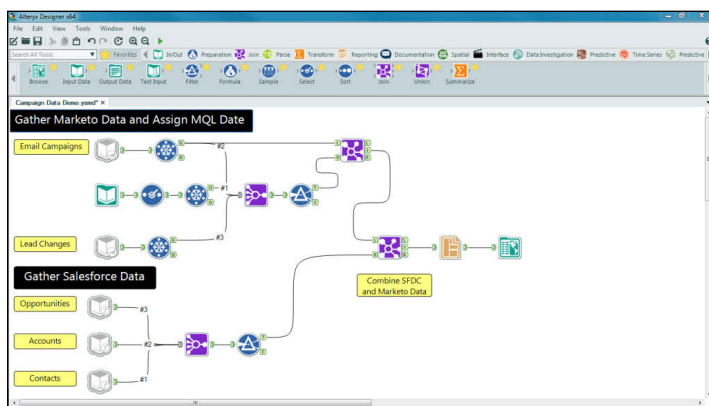 Alteryx Designer x64
File Edit View Tools Window Help
Search All Tools Favorites In/Out Preparation Join Parse Transform Reporting Documentation Spatial Interface Data Investigation Predictive Time Series Predictive
Browse Input Data Output Data Text Input Filter Formula Sample Select Sort Join Union Summarize
Campaign Data Demo.yxmd* X
Gather Marketo Data and Assign MQL Date
Email Campaigns
#2
#1
Lead Changes
#3
Gather Salesforce Data
Combine SFDC
and Marketo Data
Opportunities
#3
Accounts
#2
Contacts
#1